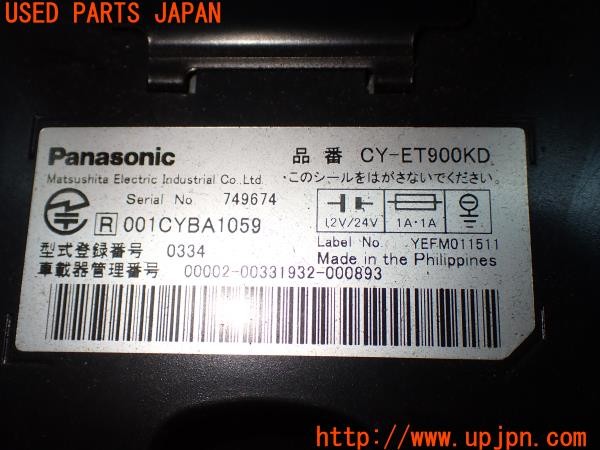 USED PARTS JAPAN
Panasonic
品番 CY-ET900KD
Matsushita Electric Industrial Co.,Ltd.
・このシールをはがさないでください。
Serial No 749674
R 001CYBA1059
12V/24V 1A・1A
型式登録番号 0334
Label No. YEFM011511
車載器管理番号 00002-00331932-000893
Made in the Philippines
http://www.upjpn.com